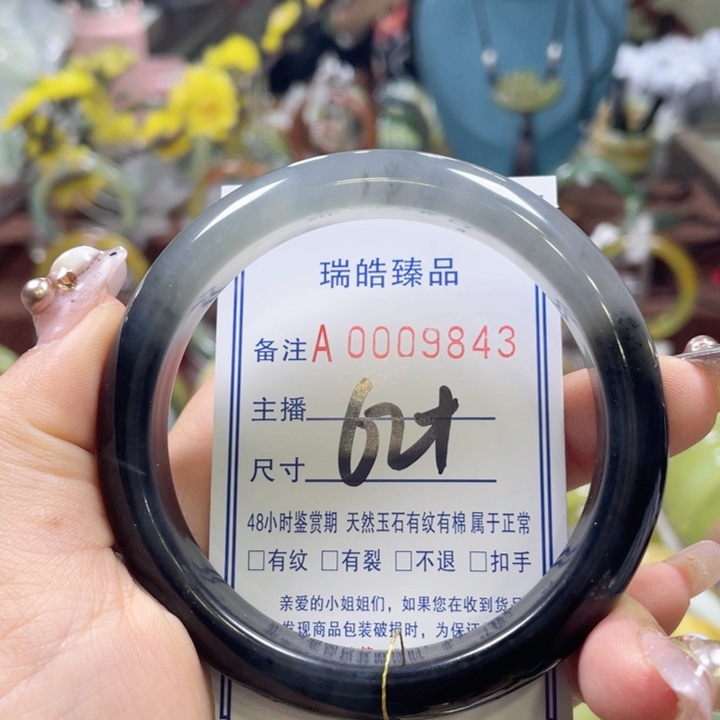 瑞皓臻品
备注 A 0009843
主播
尺寸
48小时鉴赏期 天然玉石有纹有棉 属于正常
□有纹 □有裂 □不退 □扣手
亲爱的小姐姐们，如果您在收到货品
发现商品包装破损时，为保证